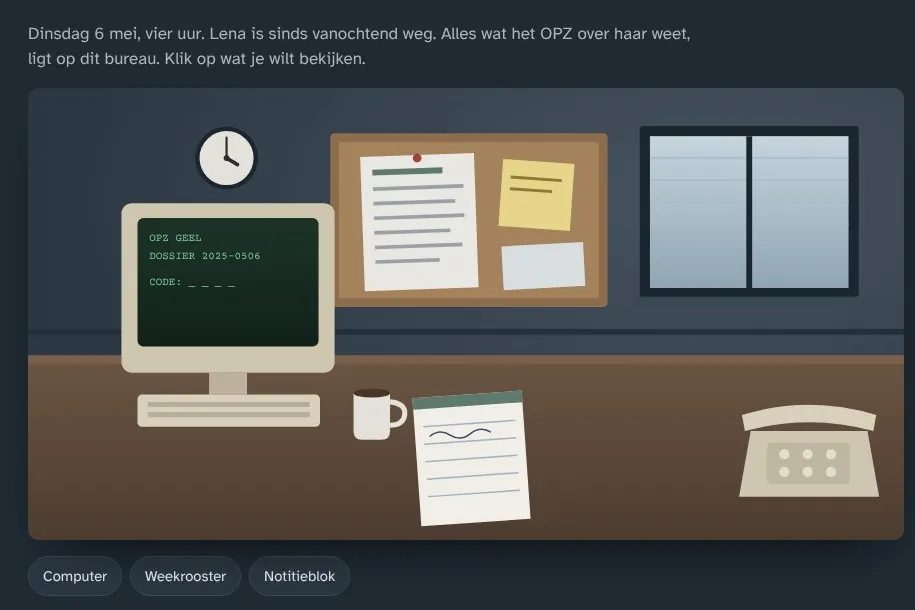 Dinsdag 6 mei, vier uur. Lena is sinds vanochtend weg. Alles wat het OPZ over haar weet,
ligt op dit bureau. Klik op wat je wilt bekijken.
OPZ GEEL
DOSSIER 2025-0506
CODE: _ _ _ _
Computer
Weekrooster
Notitieblok